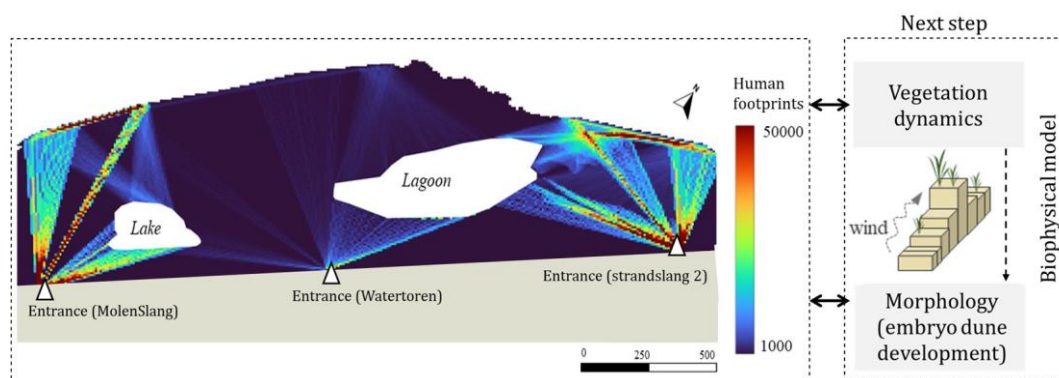 Next step
Human
footprints
50000
1000
Lake
Lagoon
Entrance (MolenSlang)
Entrance (Watertoren)
Entrance (strandslang 2)
N
0 250 500
Vegetation
dynamics
wind
Morphology
(embryo dune
development)
Biophysical model